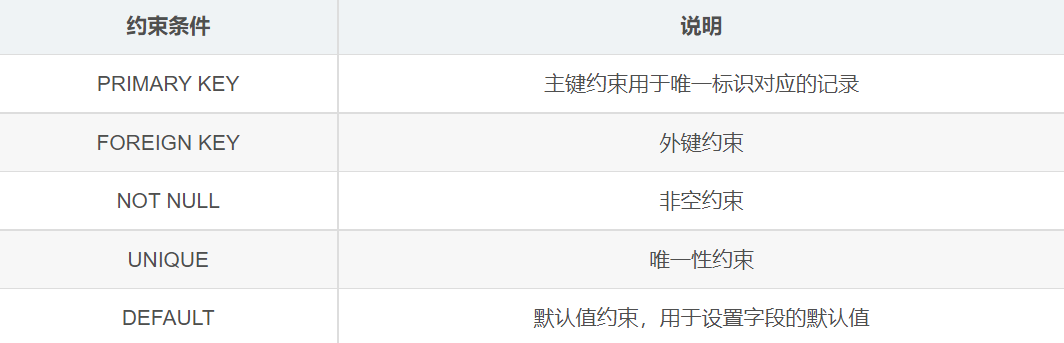 约束条件 说明
PRIMARY KEY 主键约束用于唯一标识对应的记录
FOREIGN KEY 外键约束
NOT NULL 非空约束
UNIQUE 唯一性约束
DEFAULT 默认值约束，用于设置字段的默认值